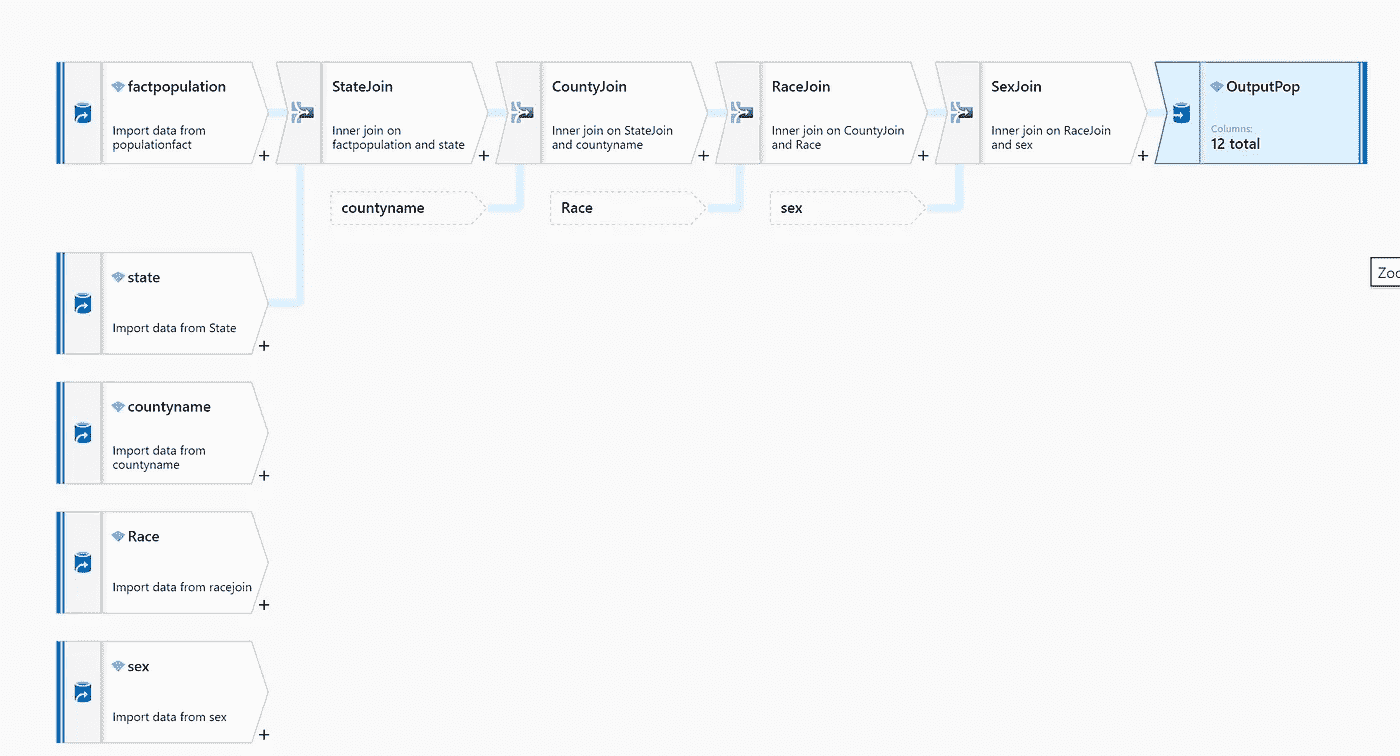 factpopulation
Import data from
populationfact
+
StateJoin
Inner join on
factpopulation and state
+
CountyJoin
Inner join on StateJoin
and countyname
+
RaceJoin
Inner join on CountyJoin
and Race
+
SexJoin
Inner join on RaceJoin
and sex
+
OutputPop
Columns:
12 total
countyname
Race
sex
Zoo
state
Import data from State
+
countyname
Import data from
countyname
+
Race
Import data from racejoin
+
sex
Import data from sex
+